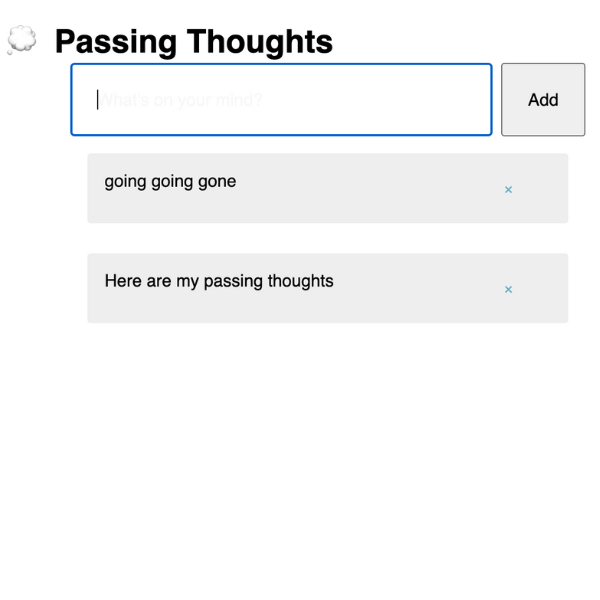 💭 Passing Thoughts
What's on your mind?
Add
going going gone
×
Here are my passing thoughts
×